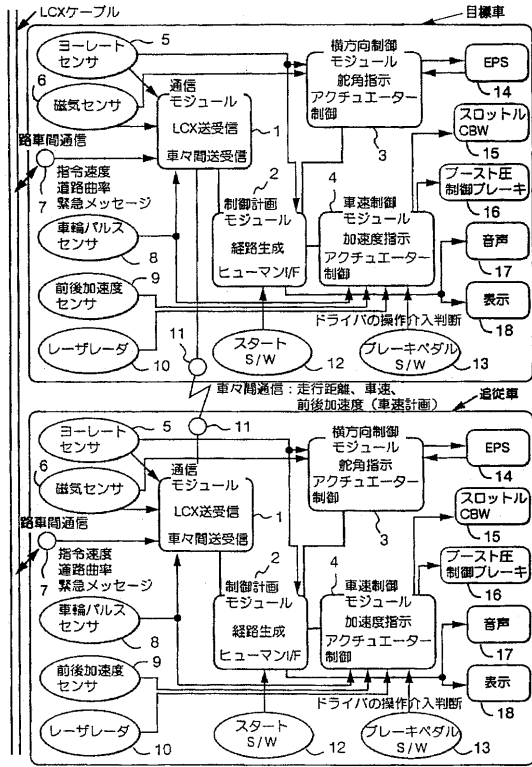 LCXケーブル
目標車
ヨーレート
センサ
5
6
磁気センサ
路車間通信
指令速度
道路曲率
緊急メッセージ
7
車輪パルス
センサ
8
9
前後加速度
センサ
レーザレーダ
10
通信
モジュール
LCX送受信
車々間送受信
1
2
制御計画
モジュール
経路生成
ヒューマンI/F
横方向制御
モジュール
舵角指示
アクチュエーター
制御
3
4
車速制御
モジュール
加速度指示
アクチュエーター
制御
EPS
14
スロットル
CBW
15
ブースト圧
制御ブレーキ
16
音声
17
表示
18
ドライバの操作介入判断
スタート
S/W
12
ブレーキペダル
S/W
13
11
車々間通信:走行距離、車速、
前後加速度(車速計画)
11
追従車
ヨーレート
センサ
5
6
磁気センサ
路車間通信
指令速度
道路曲率
緊急メッセージ
7
車輪パルス
センサ
8
9
前後加速度
センサ
レーザレーダ
10
通信
モジュール
LCX送受信
車々間送受信
1
2
制御計画
モジュール
経路生成
ヒューマンI/F
横方向制御
モジュール
舵角指示
アクチュエーター
制御
3
4
車速制御
モジュール
加速度指示
アクチュエーター
制御
EPS
14
スロットル
CBW
15
ブースト圧
制御ブレーキ
16
音声
17
表示
18
ドライバの操作介入判断
スタート
S/W
12
ブレーキペダル
S/W
13